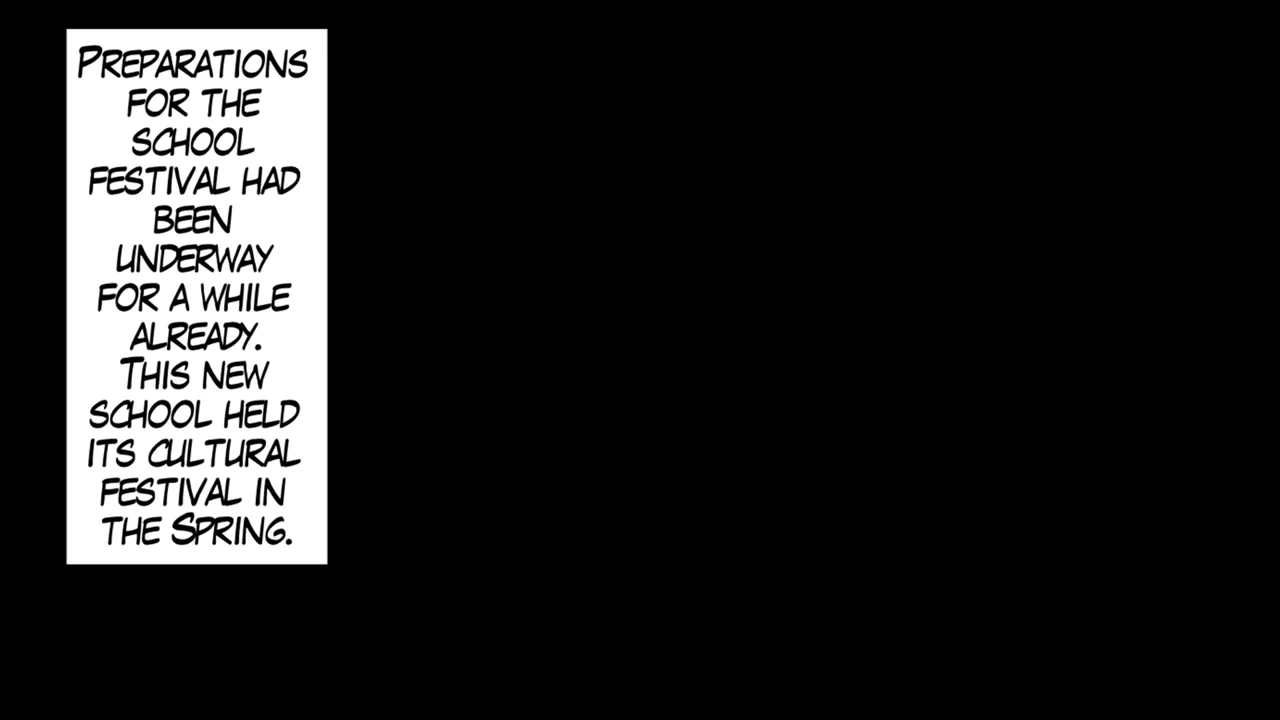 PREPARATIONS
FOR THE
SCHOOL
FESTIVAL HAD
BEEN
UNDERWAY
FOR A WHILE
ALREADY.
THIS NEW
SCHOOL HELD
ITS CULTURAL
FESTIVAL IN
THE SPRING.